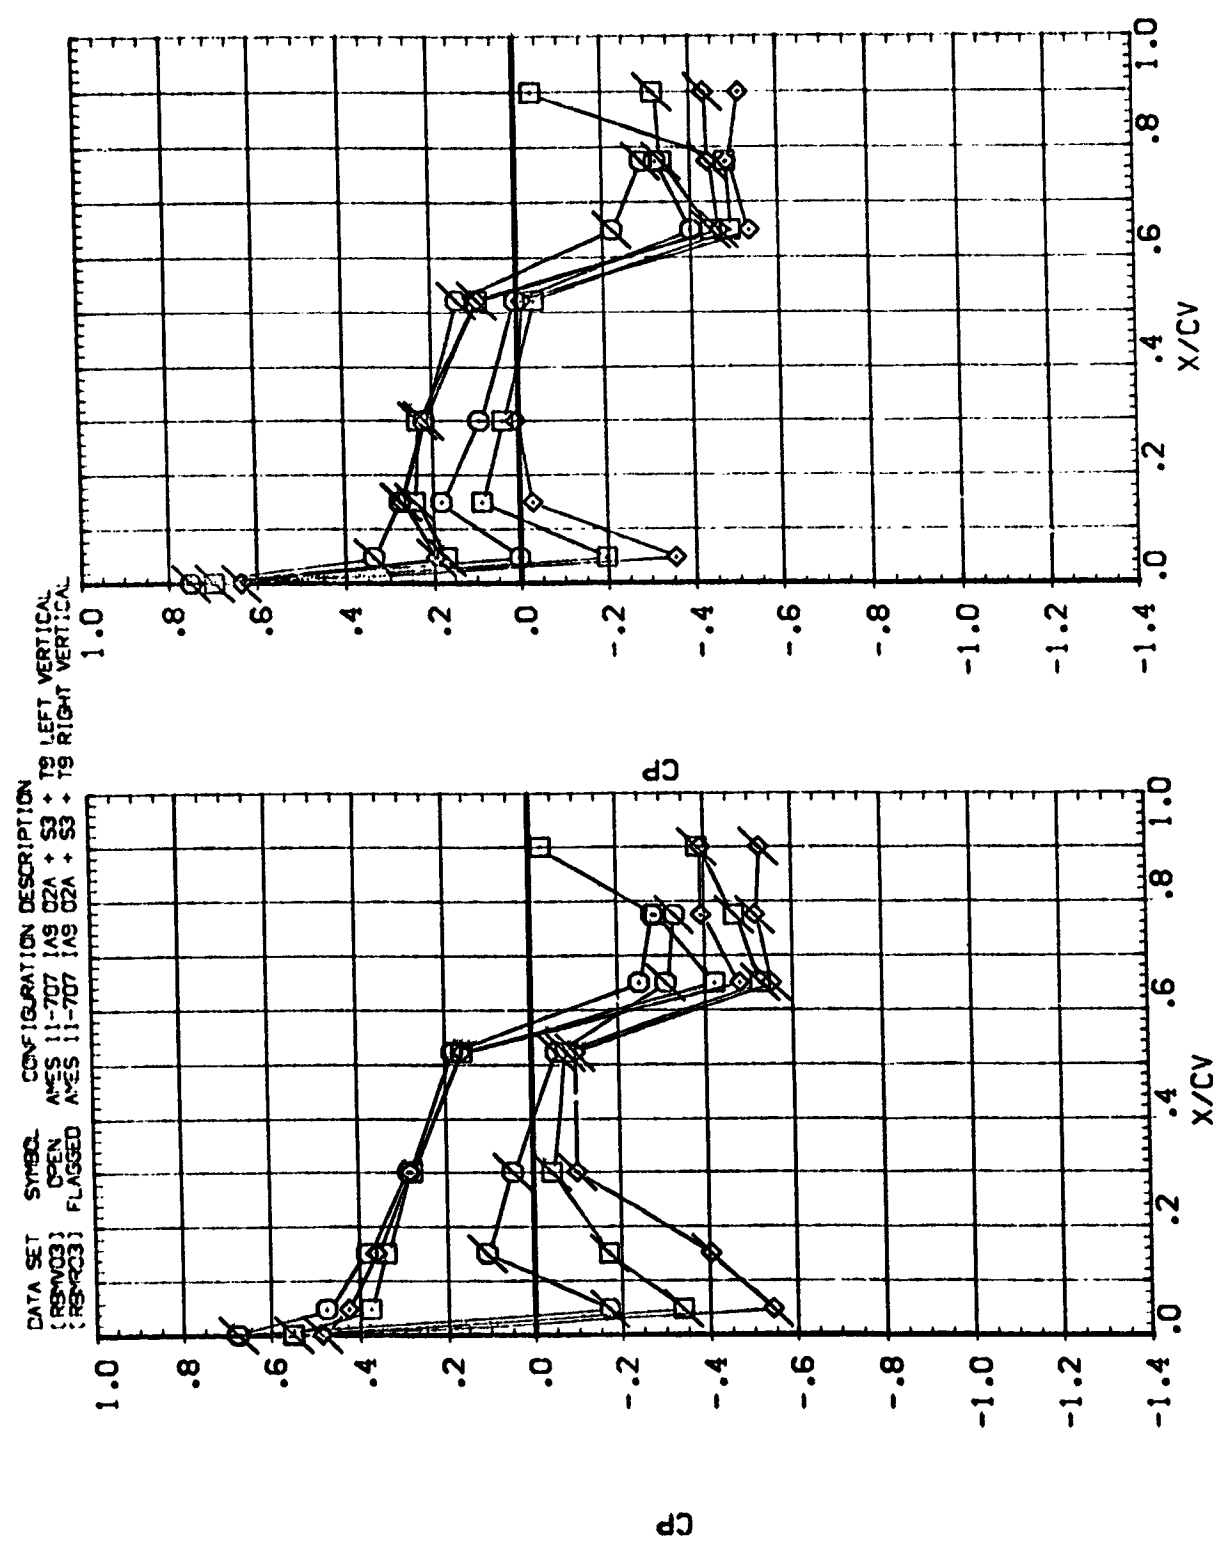 DATA SET SYMBOL CONFIGURATION DESCRIPTION
[RBMV03] OPEN AMES 11-707 IA9 O2A + S3 + T9 LEFT VERTICAL
[RBMR03] FLAGGED AMES 11-707 IA9 O2A + S3 + T9 RIGHT VERTICAL
1.0
.8
.6
.4
.2
.0
-.2
-.4
-.6
-.8
-1.0
-1.2
-1.4
CP
.0 .2 .4 .6 .8 1.0
X/CV
1.0
.8
.6
.4
.2
.0
-.2
-.4
-.6
-.8
-1.0
-1.2
-1.4
CP
.0 .2 .4 .6 .8 1.0
X/CV